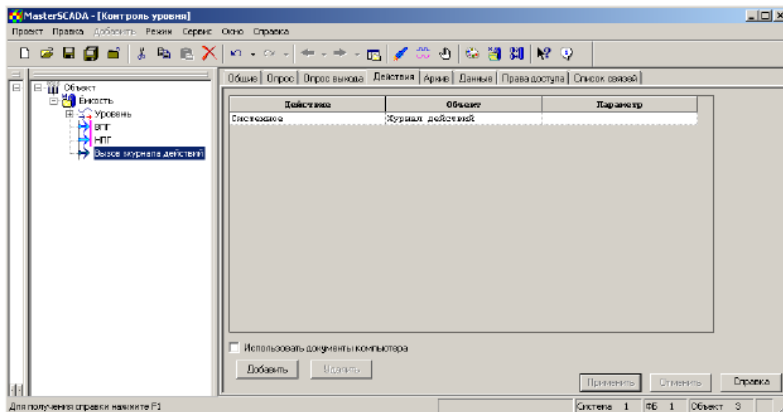 MasterSCADA - [Контроль уровня]
Проект Правка Добавить Режим Сервис Окно Справка
Общие Опрос Опрос выхода Действия Архив Данные Права доступа Список связей
Объект
Ёмкость
Уровень
ВПГ
НПГ
Вызов журнала действий
Действие Объект Параметр
Системное Журнал действий
Использовать документы компьютера
Добавить Удалить
Применить Отменить Справка
Для получения справки нажмите F1
Система 1 ФБ 1 Объект 3